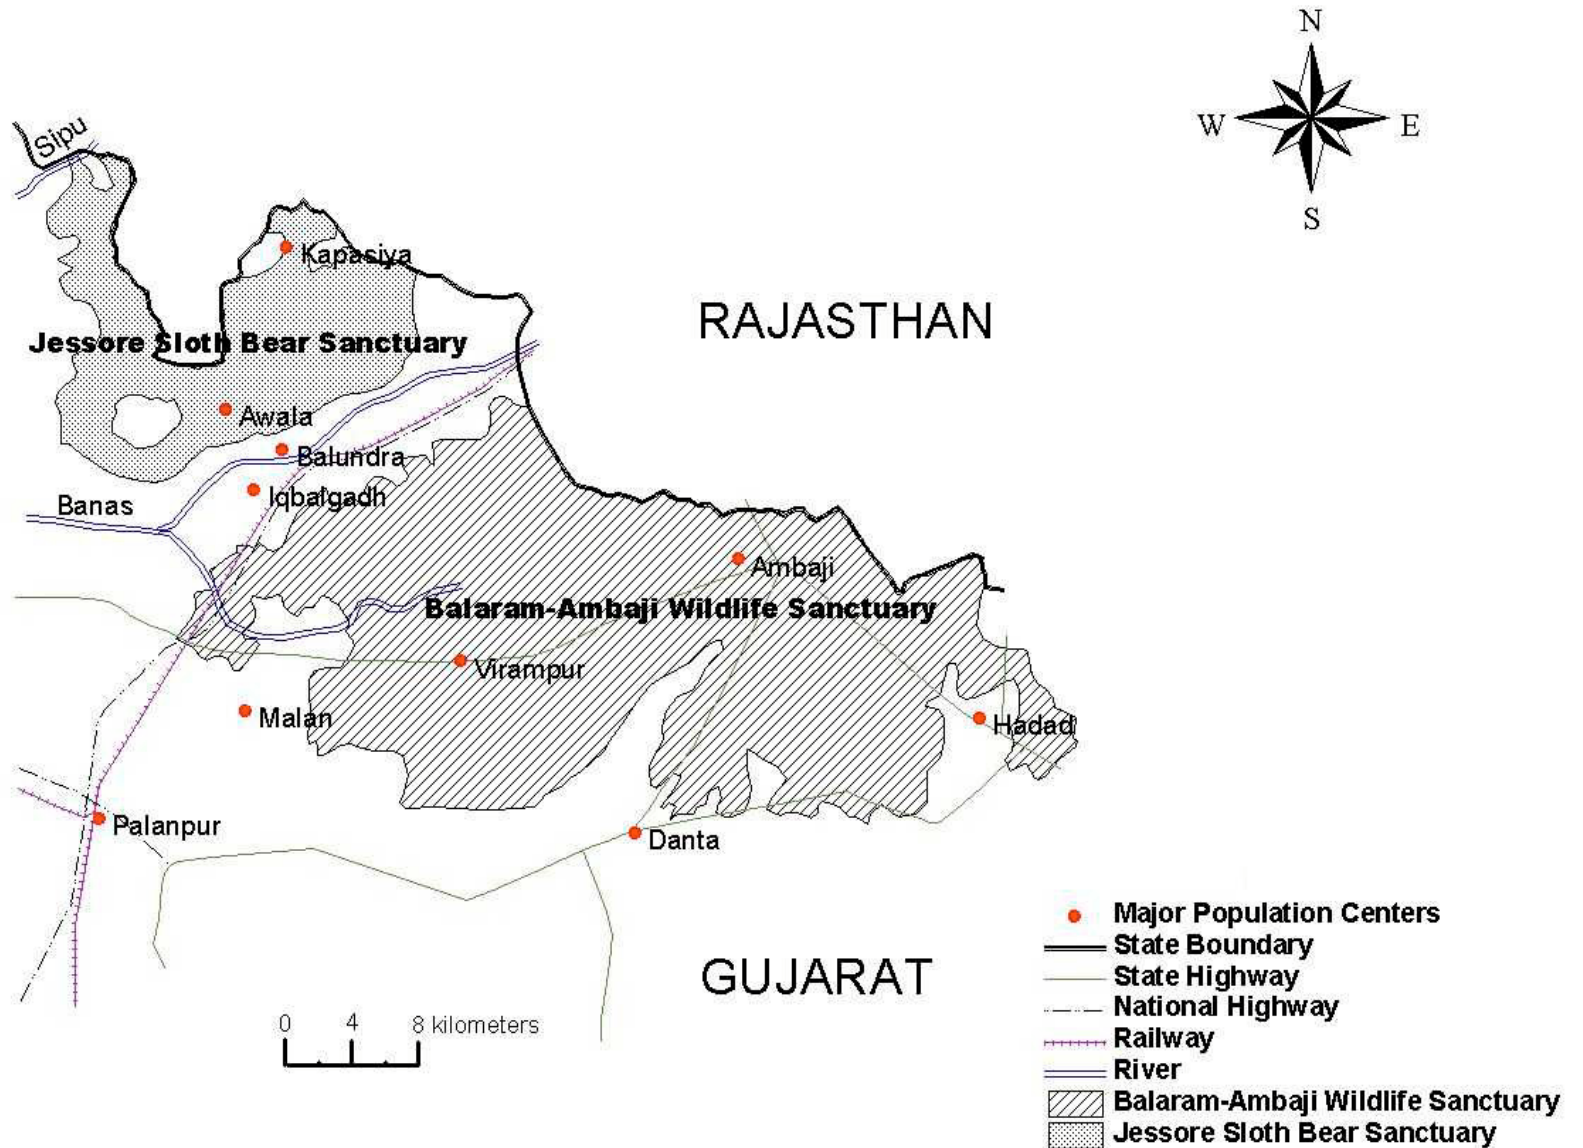 N
W E
S
Sipu
Kapasiya
RAJASTHAN
Jessore Sloth Bear Sanctuary
Awala
Balundra
Iqbalgadh
Banas
Ambaji
Balaram-Ambaji Wildlife Sanctuary
Virampur
Malan
Hadad
Palanpur
Danta
GUJARAT
0 4 8 kilometers
Major Population Centers
State Boundary
State Highway
National Highway
Railway
River
Balaram-Ambaji Wildlife Sanctuary
Jessore Sloth Bear Sanctuary